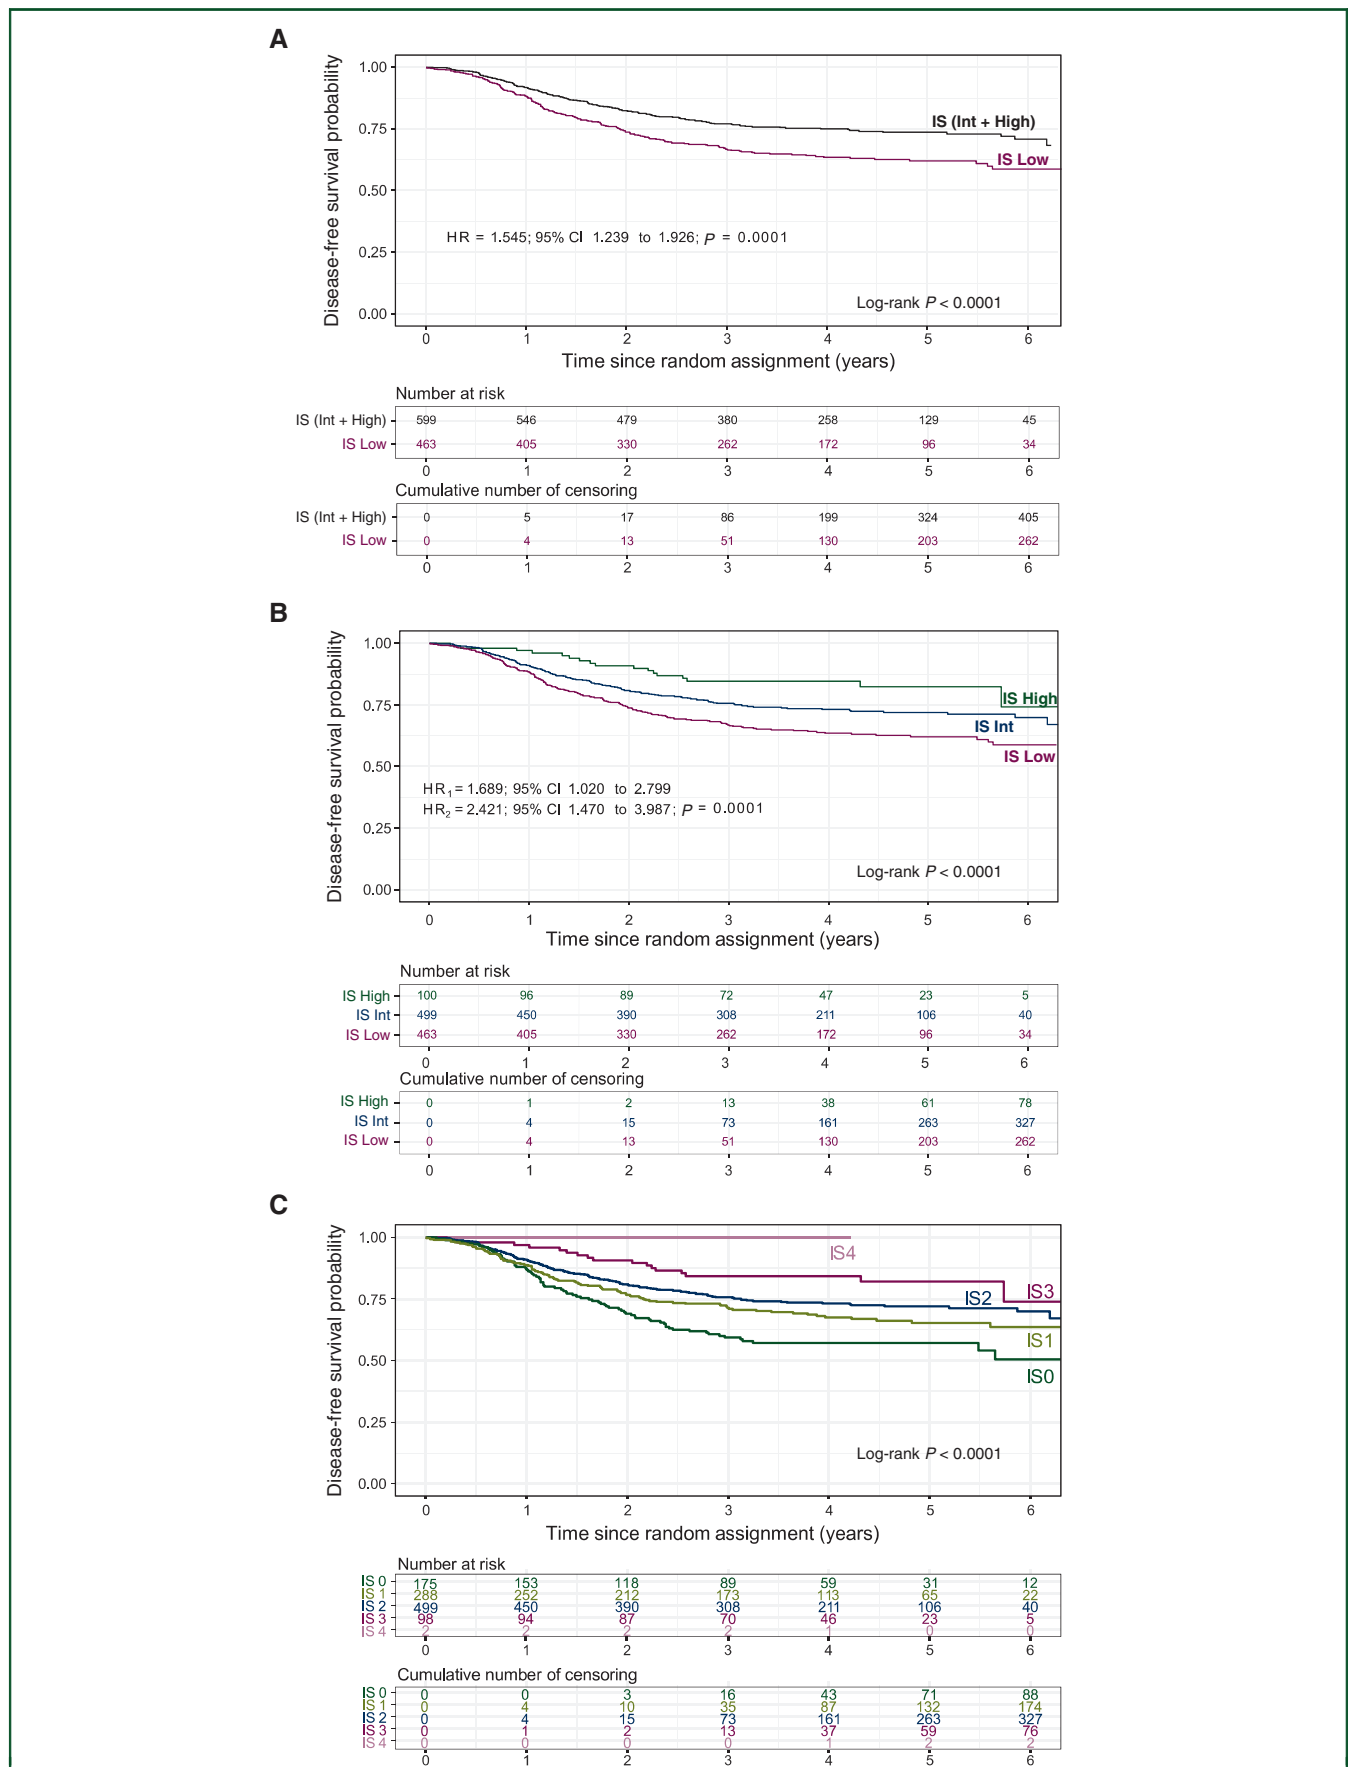 A
Disease-free survival probability
1.00
0.75
0.50
0.25
0.00
IS (Int + High)
IS Low
HR = 1.545; 95% CI 1.239 to 1.926; P = 0.0001
Log-rank P < 0.0001
0 1 2 3 4 5 6
Time since random assignment (years)
Number at risk
IS (Int + High) 599 546 479 380 258 129 45
IS Low 463 405 330 262 172 96 34
0 1 2 3 4 5 6
Cumulative number of censoring
IS (Int + High) 0 5 17 86 199 324 405
IS Low 0 4 13 51 130 203 262
0 1 2 3 4 5 6
B
Disease-free survival probability
1.00
0.75
0.50
0.25
0.00
IS High
IS Int
IS Low
HR1 = 1.689; 95% CI 1.020 to 2.799
HR2 = 2.421; 95% CI 1.470 to 3.987; P = 0.0001
Log-rank P < 0.0001
0 1 2 3 4 5 6
Time since random assignment (years)
Number at risk
IS High 100 96 89 72 47 23 5
IS Int 499 450 390 308 211 106 40
IS Low 463 405 330 262 172 96 34
0 1 2 3 4 5 6
Cumulative number of censoring
IS High 0 1 2 13 38 61 78
IS Int 0 4 15 73 161 263 327
IS Low 0 4 13 51 130 203 262
0 1 2 3 4 5 6
C
Disease-free survival probability
1.00
0.75
0.50
0.25
0.00
IS4
IS3
IS2
IS1
IS0
Log-rank P < 0.0001
0 1 2 3 4 5 6
Time since random assignment (years)
Number at risk
IS 0 175 153 118 89 59 31 12
IS 1 288 252 212 173 113 65 22
IS 2 499 450 390 308 211 106 40
IS 3 98 94 87 70 46 23 5
IS 4 2 2 2 2 1 0 0
0 1 2 3 4 5 6
Cumulative number of censoring
IS 0 0 0 3 16 43 71 88
IS 1 0 4 10 35 87 132 174
IS 2 0 4 15 73 161 263 327
IS 3 0 1 2 13 37 59 76
IS 4 0 0 0 0 1 2 2
0 1 2 3 4 5 6